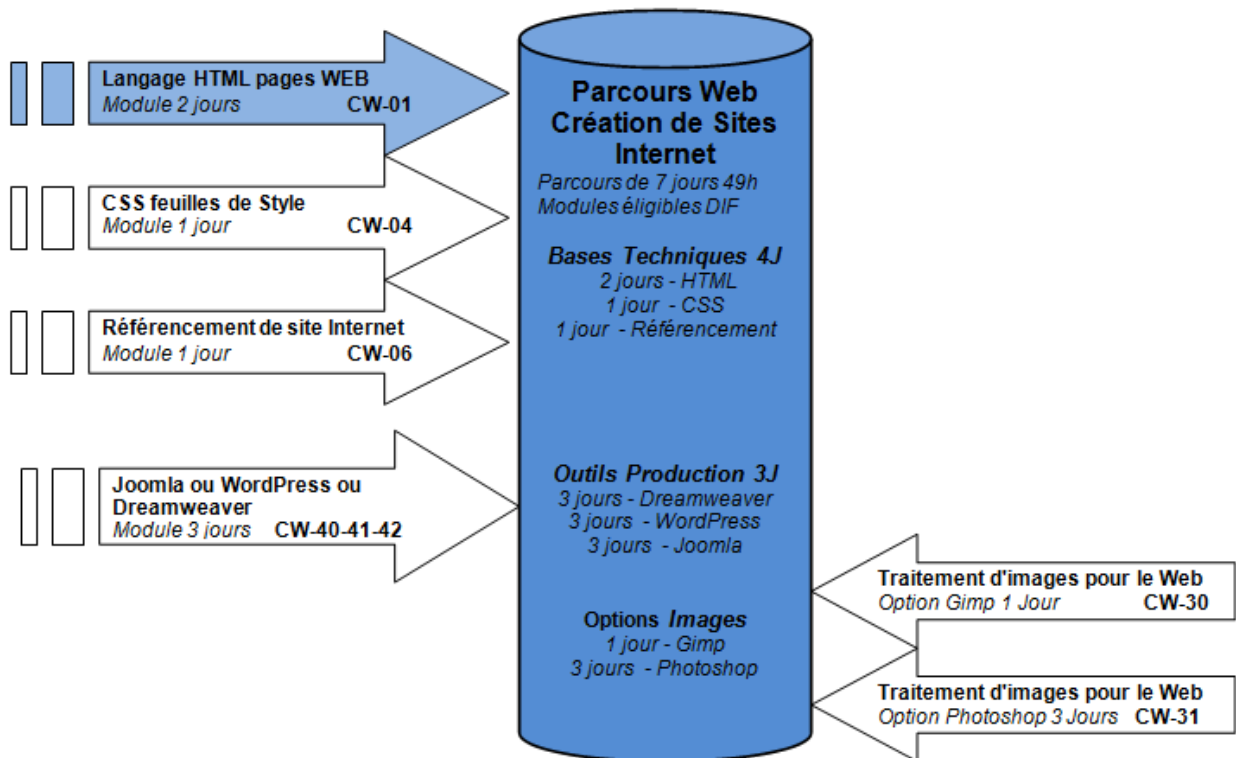 Langage HTML pages WEB
Module 2 jours CW-01
CSS feuilles de Style
Module 1 jour CW-04
Référencement de site Internet
Module 1 jour CW-06
Joomla ou WordPress ou
Dreamweaver
Module 3 jours CW-40-41-42
Parcours Web
Création de Sites
Internet
Parcours de 7 jours 49h
Modules éligibles DIF
Bases Techniques 4J
2 jours - HTML
1 jour - CSS
1 jour - Référencement
Outils Production 3J
3 jours - Dreamweaver
3 jours - WordPress
3 jours - Joomla
Options Images
1 jour - Gimp
3 jours - Photoshop
Traitement d'images pour le Web
Option Gimp 1 Jour CW-30
Traitement d'images pour le Web
Option Photoshop 3 Jours CW-31